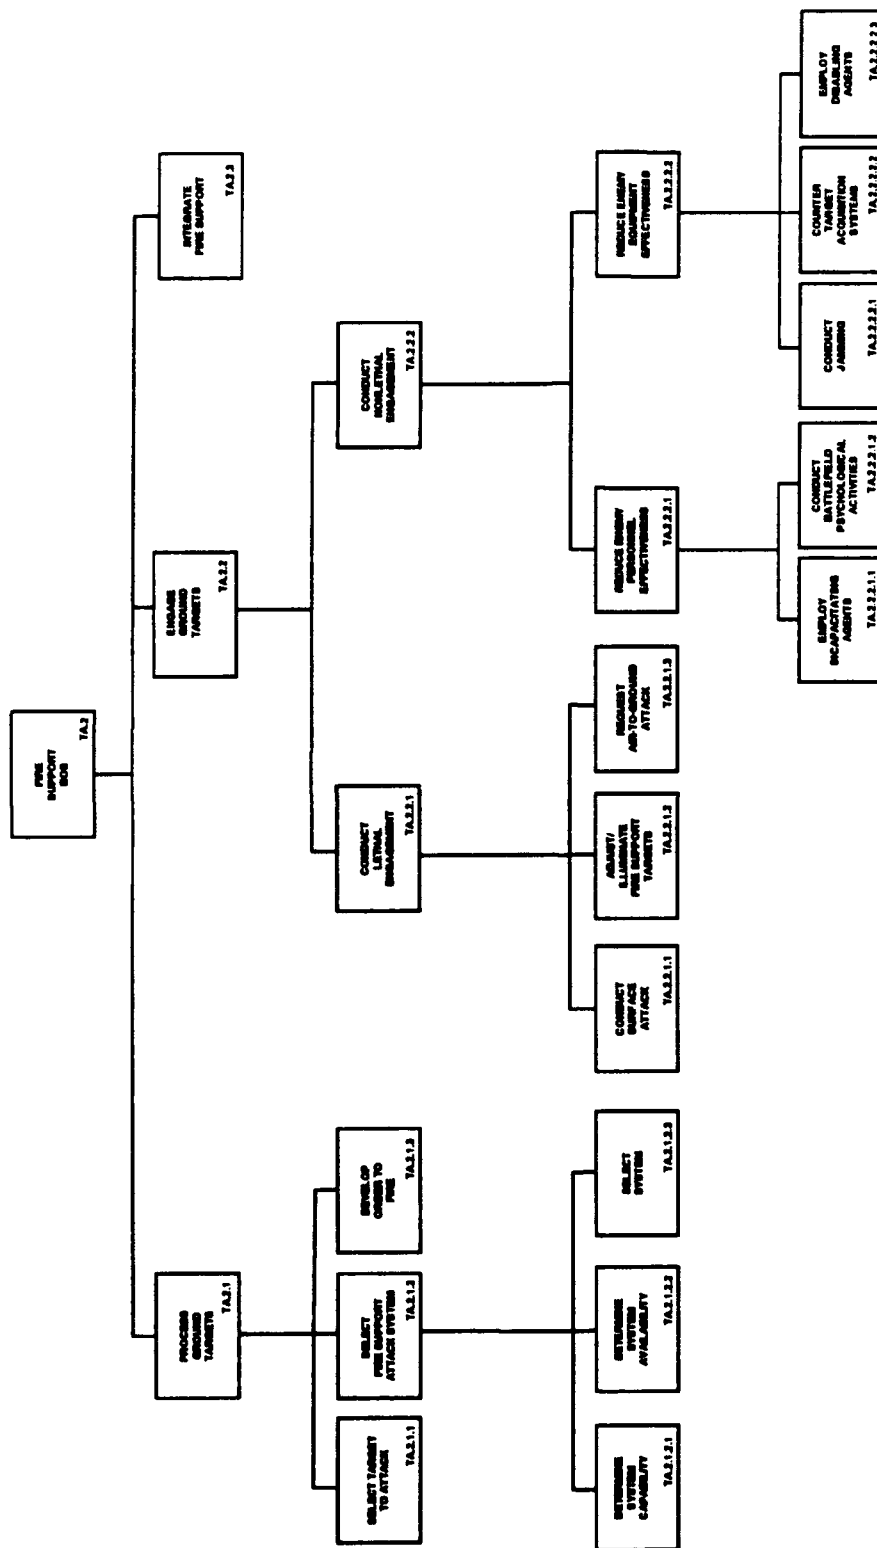 FIRE
SUPPORT
BOS
TA.2
PROCESS
GROUND
TARGETS
TA.2.1
ENGAGE
GROUND
TARGETS
TA.2.2
INTEGRATE
FIRE SUPPORT
TA.2.3
SELECT TARGET
TO ATTACK
TA.2.1.1
SELECT
FIRE SUPPORT
ATTACK SYSTEM
TA.2.1.2
DEVELOP
ORDER TO
FIRE
TA.2.1.3
CONDUCT
LETHAL
ENGAGEMENT
TA.2.2.1
CONDUCT
NONLETHAL
ENGAGEMENT
TA.2.2.2
DETERMINE
SYSTEM
CAPABILITY
TA.2.1.2.1
DETERMINE
SYSTEM
AVAILABILITY
TA.2.1.2.2
SELECT
SYSTEM
TA.2.1.2.3
CONDUCT
SURFACE
ATTACK
TA.2.2.1.1
ADJUST/
ILLUMINATE
FIRE SUPPORT
TARGETS
TA.2.2.1.2
REQUEST
AIR-TO-GROUND
ATTACK
TA.2.2.1.3
REDUCE ENEMY
PERSONNEL
EFFECTIVENESS
TA.2.2.2.1
REDUCE ENEMY
EQUIPMENT
EFFECTIVENESS
TA.2.2.2.2
EMPLOY
INCAPACITATING
AGENTS
TA.2.2.2.1.1
CONDUCT
BATTLEFIELD
PSYCHOLOGICAL
ACTIVITIES
TA.2.2.2.1.2
CONDUCT
JAMMING
TA.2.2.2.2.1
COUNTER
TARGET
ACQUISITION
SYSTEMS
TA.2.2.2.2.2
EMPLOY
DISABLING
AGENTS
TA.2.2.2.2.3